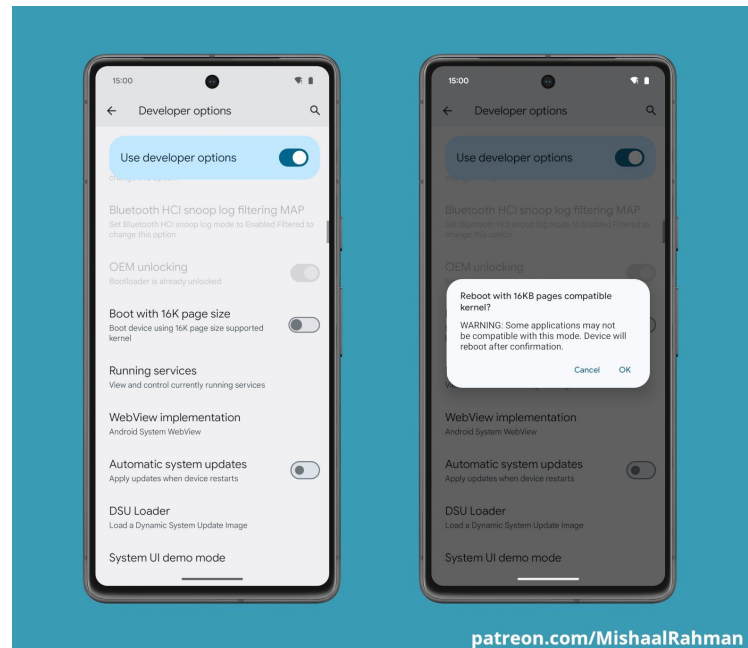 15:00
Developer options
Use developer options
Bluetooth HCI snoop log filtering MAP
Set Bluetooth HCI snoop log mode to Enabled Filtered to
change this option
OEM unlocking
Bootloader is already unlocked
Boot with 16K page size
Boot device using 16K page size supported
kernel
Running services
View and control currently running services
WebView implementation
Android System WebView
Automatic system updates
Apply updates when device restarts
DSU Loader
Load a Dynamic System Update Image
System UI demo mode
15:00
Developer options
Use developer options
Bluetooth HCI snoop log filtering MAP
Set Bluetooth HCI snoop log mode to Enabled Filtered to
change this option
OEM unlocking
Reboot with 16KB pages compatible
kernel?
WARNING: Some applications may not
be compatible with this mode. Device will
reboot after confirmation.
Cancel OK
WebView implementation
Android System WebView
Automatic system updates
Apply updates when device restarts
DSU Loader
Load a Dynamic System Update Image
System UI demo mode
patreon.com/MishaalRahman